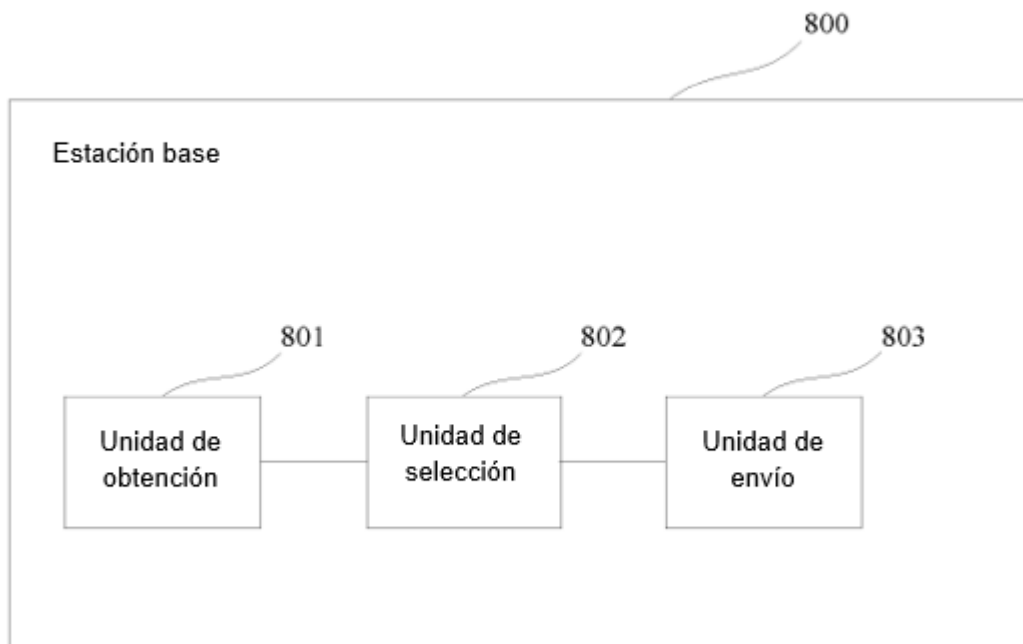 800
Estación base
801
802
803
Unidad de
obtención
Unidad de
selección
Unidad de
envío